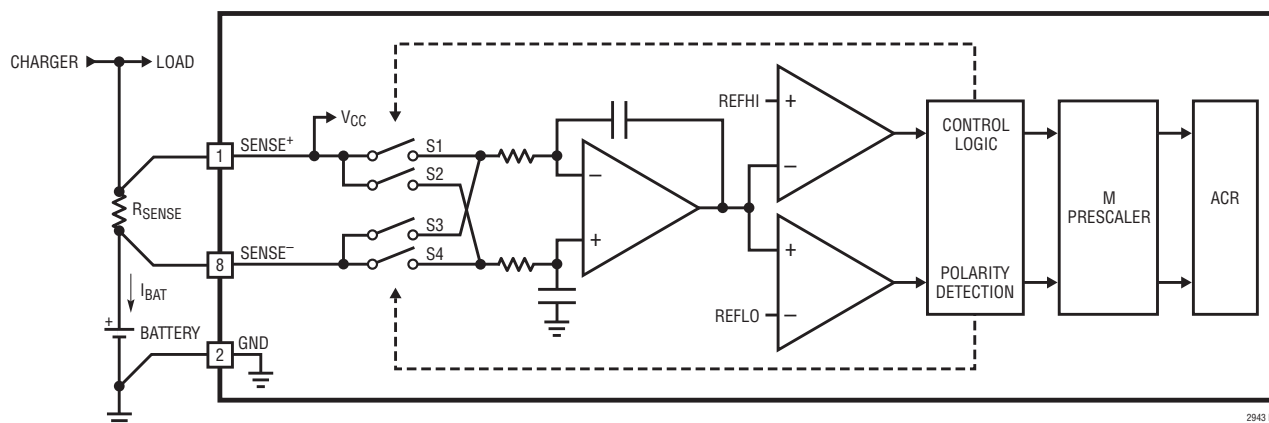 CHARGER
LOAD
1
SENSE+
VCC
S1
S2
S3
S4
RSENSE
8
SENSE–
IBAT
+
BATTERY
2
GND
–
+
REFHI
+
–
+
REFLO
–
CONTROL
LOGIC
POLARITY
DETECTION
M
PRESCALER
ACR
2943